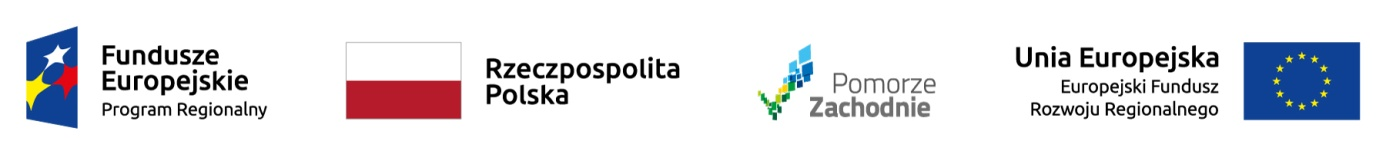 Fundusze
Europejskie
Program Regionalny
Rzeczpospolita
Polska
Pomorze
Zachodnie
Unia Europejska
Europejski Fundusz
Rozwoju Regionalnego